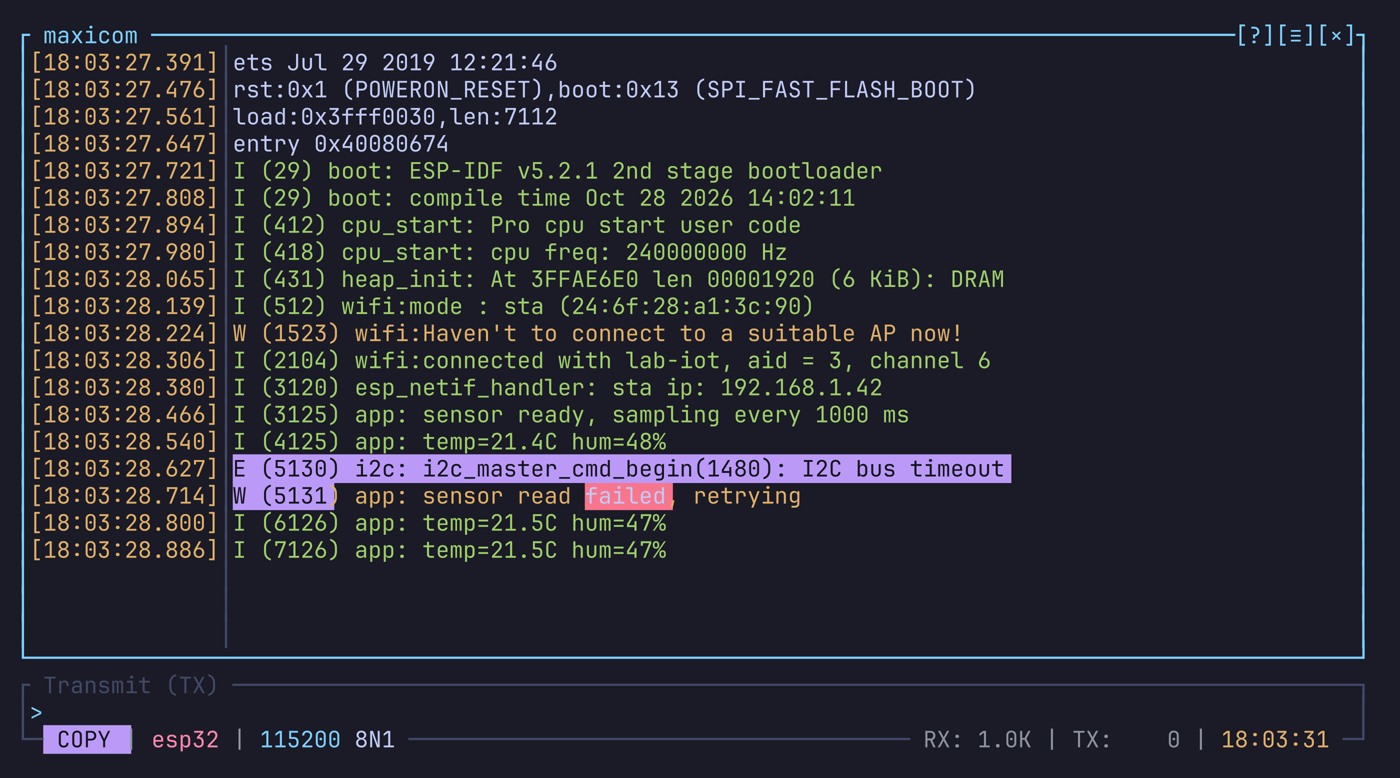 maxicom [?][≡][×]
[18:03:27.391] ets Jul 29 2019 12:21:46
[18:03:27.476] rst:0x1 (POWERON_RESET),boot:0x13 (SPI_FAST_FLASH_BOOT)
[18:03:27.561] load:0x3fff0030,len:7112
[18:03:27.647] entry 0x40080674
[18:03:27.721] I (29) boot: ESP-IDF v5.2.1 2nd stage bootloader
[18:03:27.808] I (29) boot: compile time Oct 28 2026 14:02:11
[18:03:27.894] I (412) cpu_start: Pro cpu start user code
[18:03:27.980] I (418) cpu_start: cpu freq: 240000000 Hz
[18:03:28.065] I (431) heap_init: At 3FFAE6E0 len 00001920 (6 KiB): DRAM
[18:03:28.139] I (512) wifi:mode : sta (24:6f:28:a1:3c:90)
[18:03:28.224] W (1523) wifi:Haven't to connect to a suitable AP now!
[18:03:28.306] I (2104) wifi:connected with lab-iot, aid = 3, channel 6
[18:03:28.380] I (3120) esp_netif_handler: sta ip: 192.168.1.42
[18:03:28.466] I (3125) app: sensor ready, sampling every 1000 ms
[18:03:28.540] I (4125) app: temp=21.4C hum=48%
[18:03:28.627] E (5130) i2c: i2c_master_cmd_begin(1480): I2C bus timeout
[18:03:28.714] W (5131) app: sensor read failed, retrying
[18:03:28.800] I (6126) app: temp=21.5C hum=47%
[18:03:28.886] I (7126) app: temp=21.5C hum=47%
Transmit (TX)
>
COPY | esp32 | 115200 8N1 RX: 1.0K | TX: 0 | 18:03:31